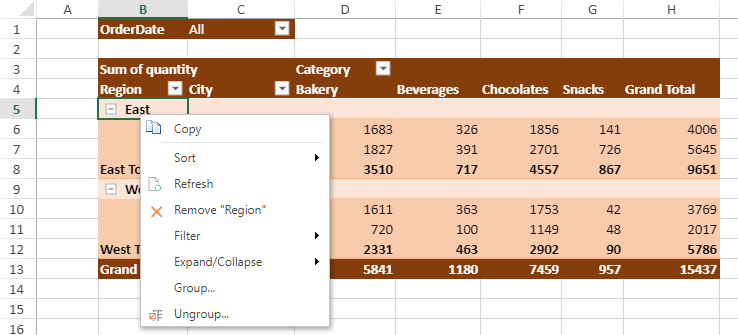 A B C D E F G H
1 OrderDate All
2
3 Sum of quantity Category
4 Region City Bakery Beverages Chocolates Snacks Grand Total
5 East
6 1683 326 1856 141 4006
7 1827 391 2701 726 5645
8 East To 3510 717 4557 867 9651
9 We
10 1611 363 1753 42 3769
11 720 100 1149 48 2017
12 West T 2331 463 2902 90 5786
13 Grand 5841 1180 7459 957 15437
14
15
16
Copy
Sort
Refresh
Remove "Region"
Filter
Expand/Collapse
Group...
Ungroup...